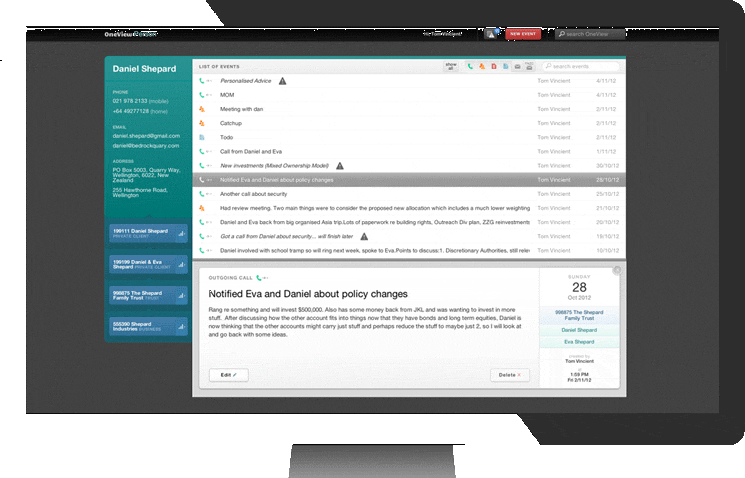 OneView
NEW EVENT
search OneView
Daniel Shepard
PHONE
021 878 2133 (mobile)
+64 49277128 (home)
EMAIL
daniel.shepard@gmail.com
daniel@bedrockquary.com
ADDRESS
PO Box 5003, Quarry Way,
Wellington, 6022, New
Zealand
255 Hawthorne Road,
Wellington
199111 Daniel Shepard
PRIVATE CLIENT
199199 Daniel & Eva
Shepard PRIVATE CLIENT
998875 The Shepard
Family Trust TRUST
555390 Shepard
Industries BUSINESS
LIST OF EVENTS
show
all
search events
Personalised Advice Tom Vincient 4/11/12
MOM Tom Vincient 4/11/12
Meeting with dan Tom Vincient 2/11/12
Catchup Tom Vincient 2/11/12
Todo Tom Vincient 2/11/12
Call from Daniel and Eva Tom Vincient 1/11/12
New investments (Mixed Ownership Model) Tom Vincient 30/10/12
Notified Eva and Daniel about policy changes Tom Vincient 28/10/12
Another call about security Tom Vincient 25/10/12
Had review meeting. Two main things were to consider the proposed new allocation which includes a much lower weighting Tom Vincient 21/10/12
Daniel and Eva back from big organised Asia trip.Lots of paperwork re building rights, Outreach Div plan, ZZG reinvestments Tom Vincient 20/10/12
Got a call from Daniel about security... will finish later Tom Vincient 19/10/12
Daniel involved with school tramp so will ring next week, spoke to Eva.Points to discuss:1. Discretionary Authorities, still relev Tom Vincient 10/10/12
OUTGOING CALL
Notified Eva and Daniel about policy changes
Rang re something and will invest $500,000. Also has some money back from JKL and was wanting to invest in more
stuff. After discussing how the other account fits into things now that they have bonds and long term equities, Daniel is
now thinking that the other accounts might carry just stuff and perhaps reduce the stuff to maybe just 2, so I will look at
and go back with some ideas.
Edit
Delete ×
SUNDAY
28
Oct 2012
998875 The Shepard
Family Trust
Daniel Shepard
Eva Shepard
Tom Vincient
1:59 PM
Fri 2/11/12